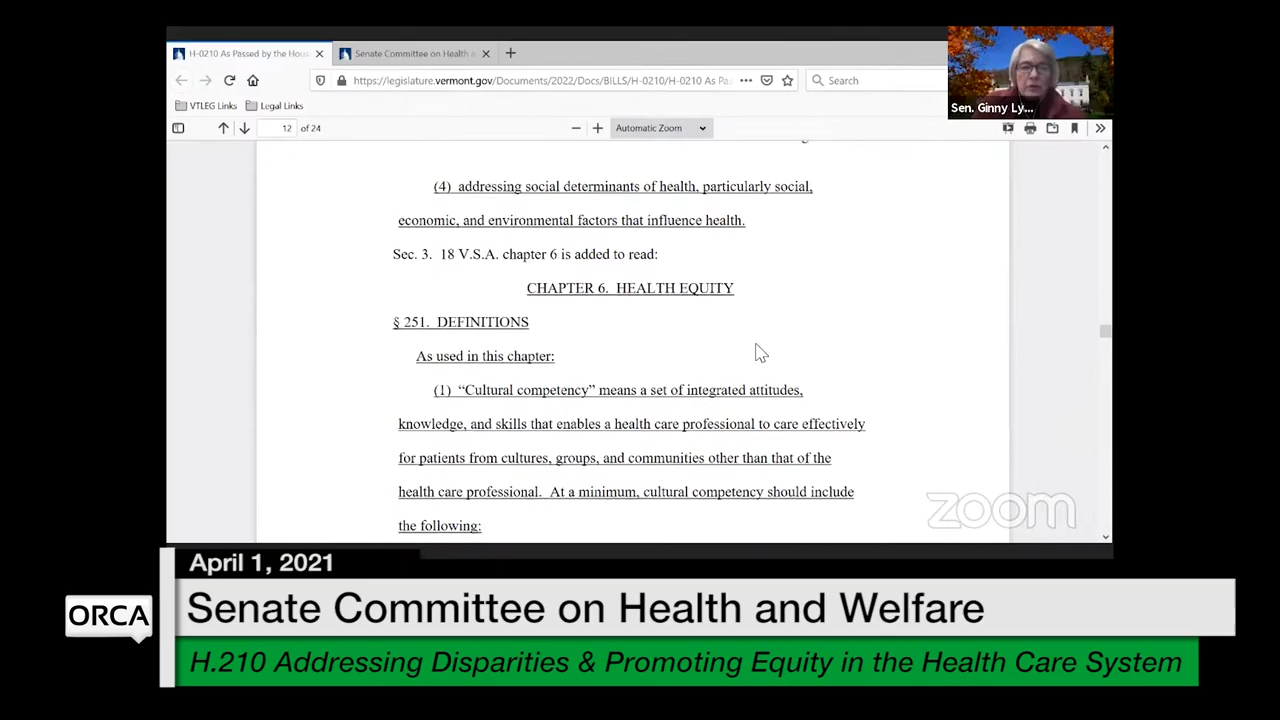 H-0210 As Passed by the Hous
Senate Committee on Health a
https://legislature.vermont.gov/Documents/2022/Docs/BILLS/H-0210/H-0210 As Pa
Search
VTLEG Links
Legal Links
12 of 24
Automatic Zoom
Sen. Ginny Ly...
(4) addressing social determinants of health, particularly social,
economic, and environmental factors that influence health.
Sec. 3. 18 V.S.A. chapter 6 is added to read:
CHAPTER 6. HEALTH EQUITY
§ 251. DEFINITIONS
As used in this chapter:
(1) “Cultural competency” means a set of integrated attitudes,
knowledge, and skills that enables a health care professional to care effectively
for patients from cultures, groups, and communities other than that of the
health care professional. At a minimum, cultural competency should include
the following:
zoom
April 1, 2021
ORCA
Senate Committee on Health and Welfare
H.210 Addressing Disparities & Promoting Equity in the Health Care System